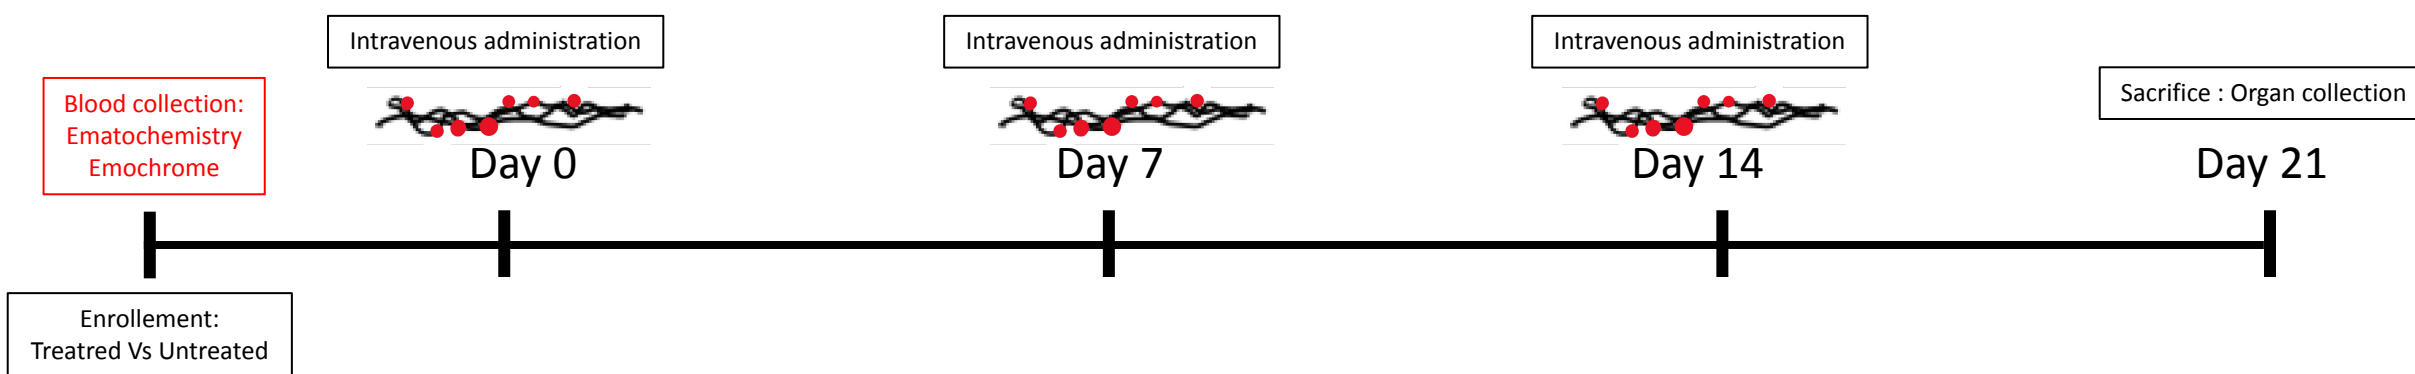 Intravenous administration
Intravenous administration
Intravenous administration
Blood collection:
Ematochemistry
Emochrome
Sacrifice : Organ collection
Day 0
Day 7
Day 14
Day 21
Enrollement:
Treatred Vs Untreated